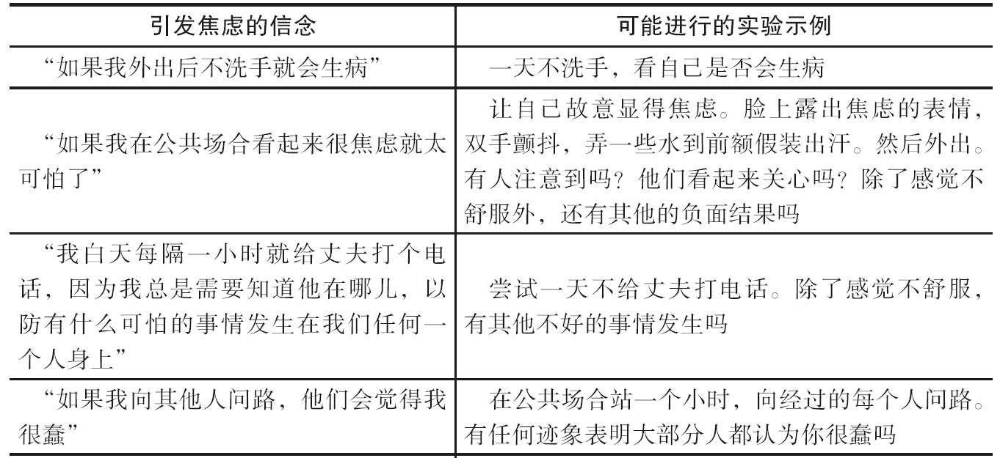 引发焦虑的信念
可能进行的实验示例
“如果我外出后不洗手就会生病”
一天不洗手，看自己是否会生病
“如果我在公共场合看起来很焦虑就太
可怕了”
让自己故意显得焦虑。脸上露出焦虑的表情，
双手颤抖，弄一些水到前额假装出汗。然后外出。
有人注意到吗？他们看起来关心吗？除了感觉不
舒服外，还有其他的负面结果吗
“我白天每隔一小时就给丈夫打个电
话，因为我总是需要知道他在哪儿，以
防有什么可怕的事情发生在我们任何一
个人身上”
尝试一天不给丈夫打电话。除了感觉不舒服，
有其他不好的事情发生吗
“如果我向其他人问路，他们会觉得我
很蠢”
在公共场合站一个小时，向经过的每个人问路。
有任何迹象表明大部分人都认为你很蠢吗